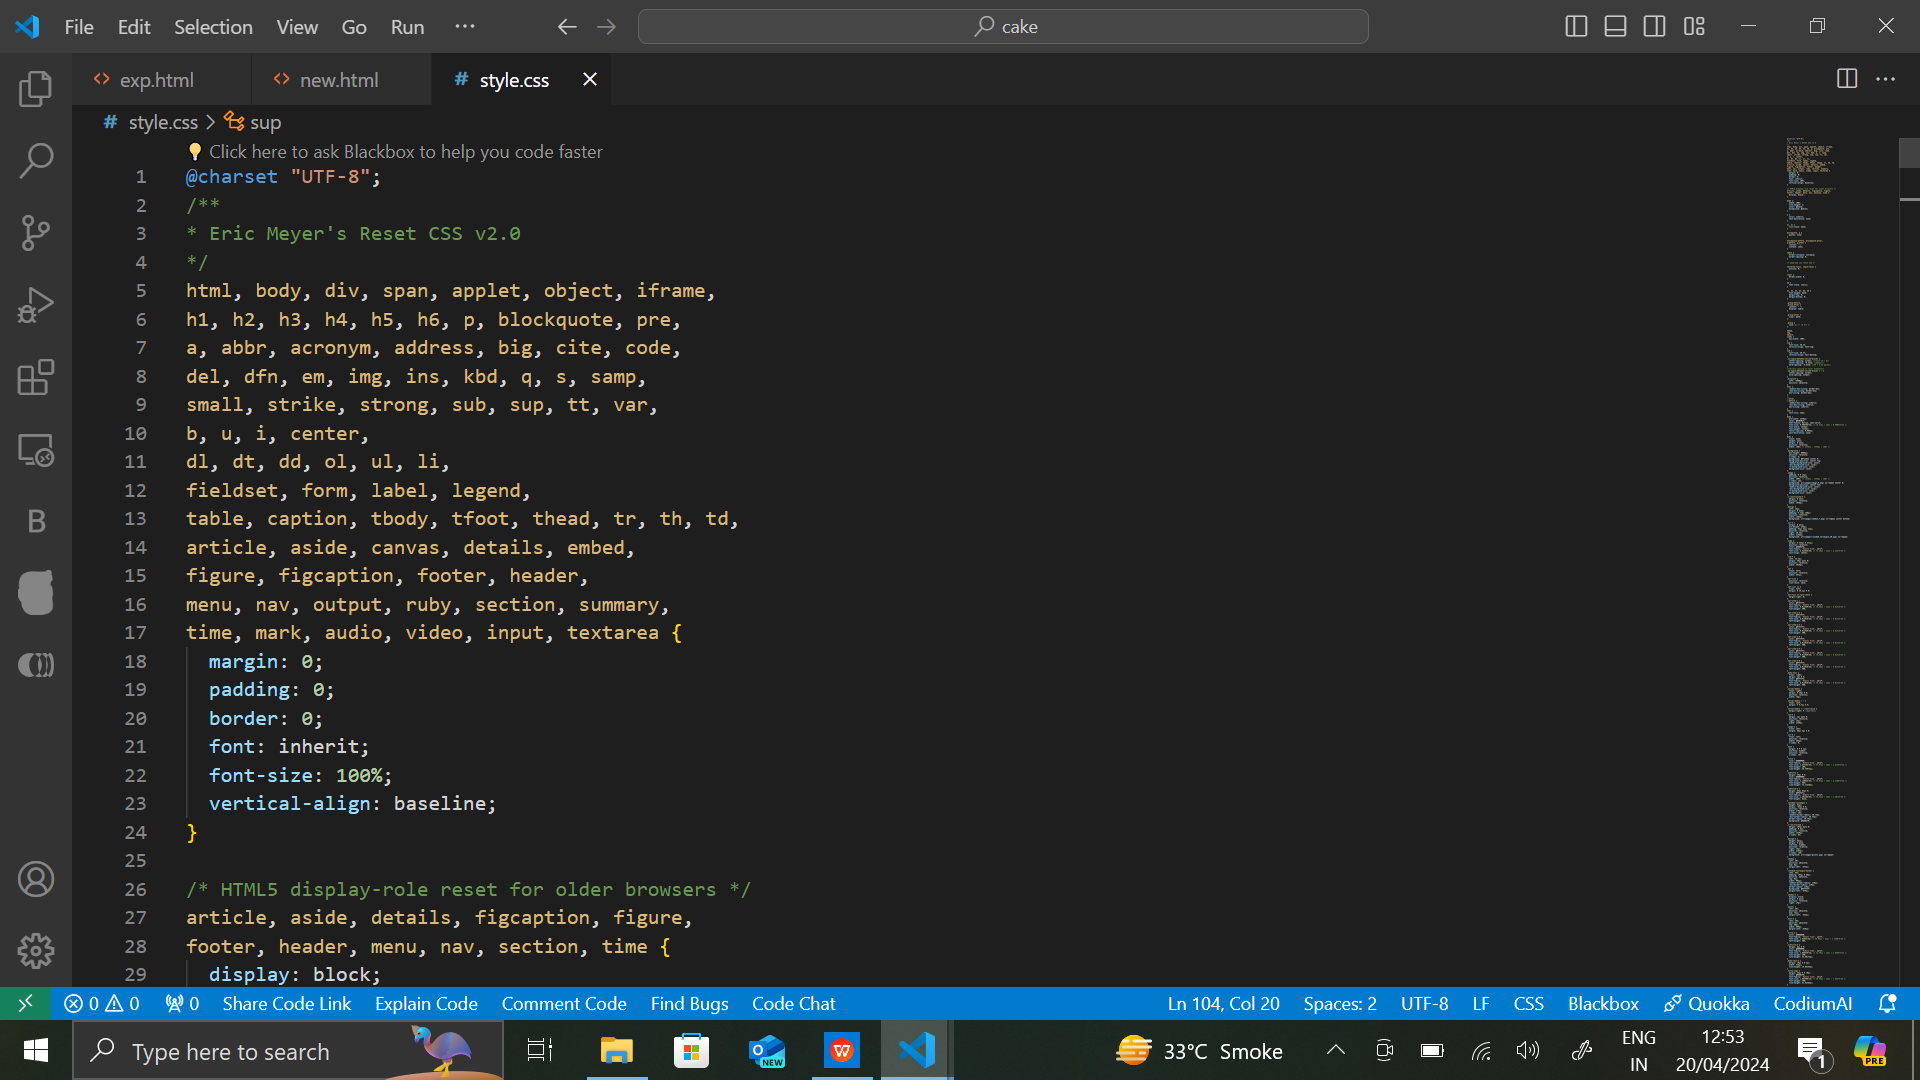 File Edit Selection View Go Run ··· cake
exp.html new.html style.css
style.css > sup
Click here to ask Blackbox to help you code faster
1 @charset "UTF-8";
2 /**
3 * Eric Meyer's Reset CSS v2.0
4 */
5 html, body, div, span, applet, object, iframe,
6 h1, h2, h3, h4, h5, h6, p, blockquote, pre,
7 a, abbr, acronym, address, big, cite, code,
8 del, dfn, em, img, ins, kbd, q, s, samp,
9 small, strike, strong, sub, sup, tt, var,
10 b, u, i, center,
11 dl, dt, dd, ol, ul, li,
12 fieldset, form, label, legend,
13 table, caption, tbody, tfoot, thead, tr, th, td,
14 article, aside, canvas, details, embed,
15 figure, figcaption, footer, header,
16 menu, nav, output, ruby, section, summary,
17 time, mark, audio, video, input, textarea {
18 margin: 0;
19 padding: 0;
20 border: 0;
21 font: inherit;
22 font-size: 100%;
23 vertical-align: baseline;
24 }
25
26 /* HTML5 display-role reset for older browsers */
27 article, aside, details, figcaption, figure,
28 footer, header, menu, nav, section, time {
29 display: block;
B
0 0 0 Share Code Link Explain Code Comment Code Find Bugs Code Chat Ln 104, Col 20 Spaces: 2 UTF-8 LF CSS Blackbox Quokka CodiumAI
Type here to search NEW W 33°C Smoke ENG IN 12:53 20/04/2024 1 PRE